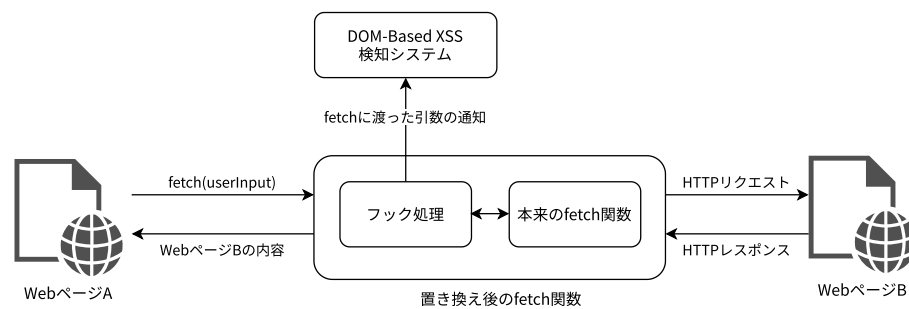 DOM-Based XSS
検知システム
fetchに渡った引数の通知
fetch(userInput)
HTTPリクエスト
フック処理
本来のfetch関数
WebページBの内容
HTTPレスポンス
WebページA
WebページB
置き換え後のfetch関数